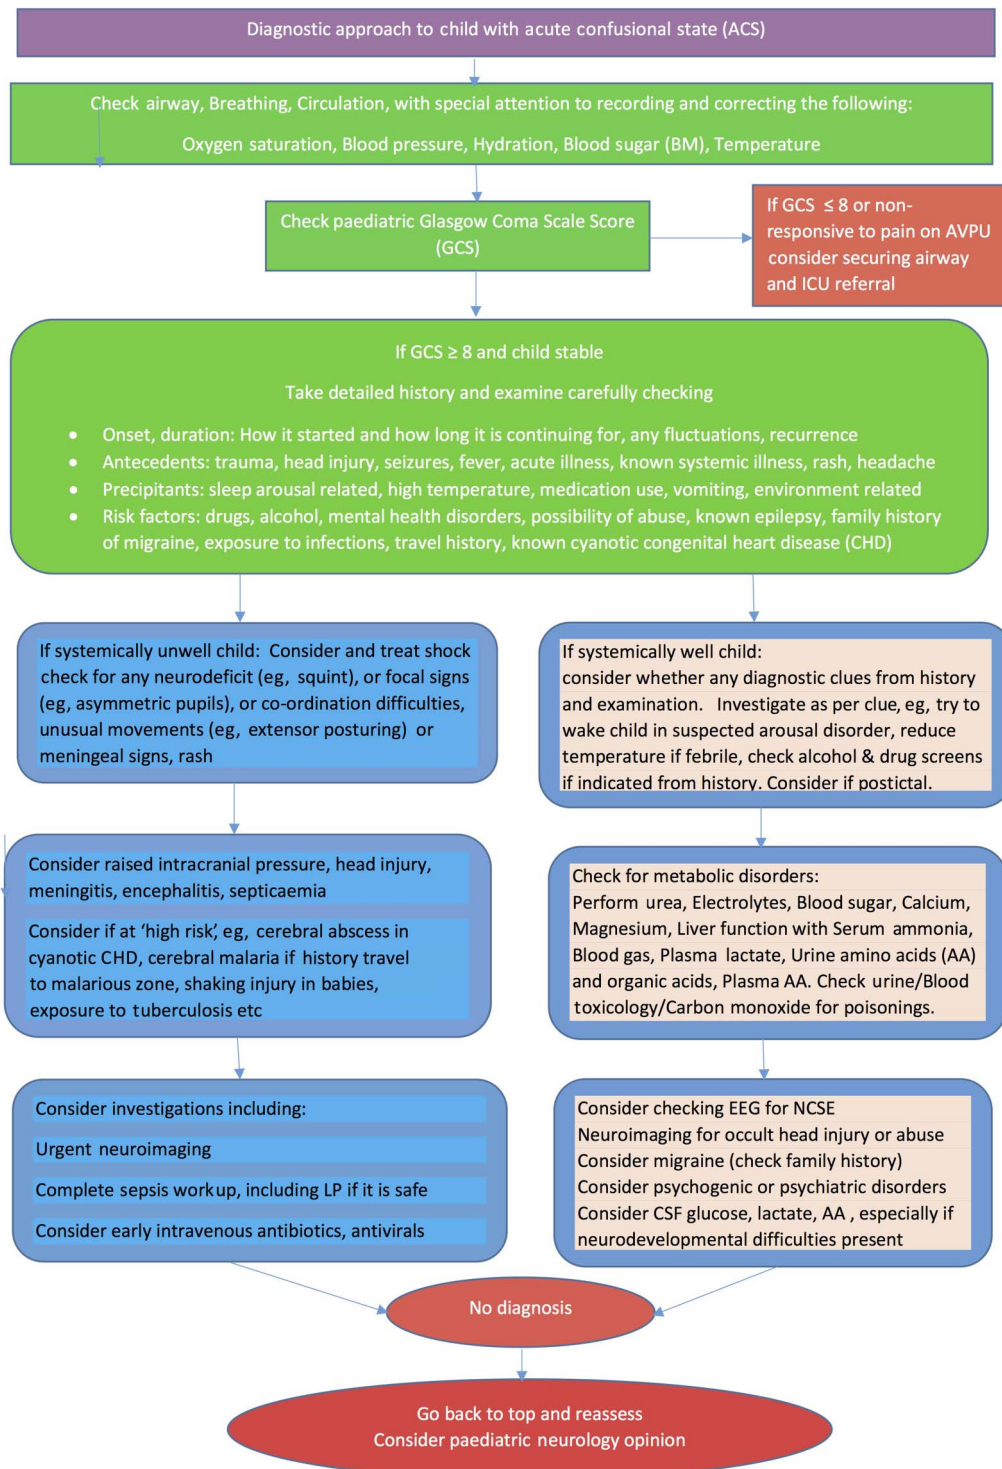 Diagnostic approach to child with acute confusional state (ACS)
Check airway, Breathing, Circulation, with special attention to recording and correcting the following:
Oxygen saturation, Blood pressure, Hydration, Blood sugar (BM), Temperature
Check paediatric Glasgow Coma Scale Score
(GCS)
If GCS ≤ 8 or non-
responsive to pain on AVPU
consider securing airway
and ICU referral
If GCS ≥ 8 and child stable
Take detailed history and examine carefully checking
• Onset, duration: How it started and how long it is continuing for, any fluctuations, recurrence
• Antecedents: trauma, head injury, seizures, fever, acute illness, known systemic illness, rash, headache
• Precipitants: sleep arousal related, high temperature, medication use, vomiting, environment related
• Risk factors: drugs, alcohol, mental health disorders, possibility of abuse, known epilepsy, family history
of migraine, exposure to infections, travel history, known cyanotic congenital heart disease (CHD)
If systemically unwell child: Consider and treat shock
check for any neurodeficit (eg, squint), or focal signs
(eg, asymmetric pupils), or co-ordination difficulties,
unusual movements (eg, extensor posturing) or
meningeal signs, rash
If systemically well child:
consider whether any diagnostic clues from history
and examination. Investigate as per clue, eg, try to
wake child in suspected arousal disorder, reduce
temperature if febrile, check alcohol & drug screens
if indicated from history. Consider if postictal.
Consider raised intracranial pressure, head injury,
meningitis, encephalitis, septicaemia
Consider if at ‘high risk’, eg, cerebral abscess in
cyanotic CHD, cerebral malaria if history travel
to malarious zone, shaking injury in babies,
exposure to tuberculosis etc
Check for metabolic disorders:
Perform urea, Electrolytes, Blood sugar, Calcium,
Magnesium, Liver function with Serum ammonia,
Blood gas, Plasma lactate, Urine amino acids (AA)
and organic acids, Plasma AA. Check urine/Blood
toxicology/Carbon monoxide for poisonings.
Consider investigations including:
Urgent neuroimaging
Complete sepsis workup, including LP if it is safe
Consider early intravenous antibiotics, antivirals
Consider checking EEG for NCSE
Neuroimaging for occult head injury or abuse
Consider migraine (check family history)
Consider psychogenic or psychiatric disorders
Consider CSF glucose, lactate, AA , especially if
neurodevelopmental difficulties present
No diagnosis
Go back to top and reassess
Consider paediatric neurology opinion